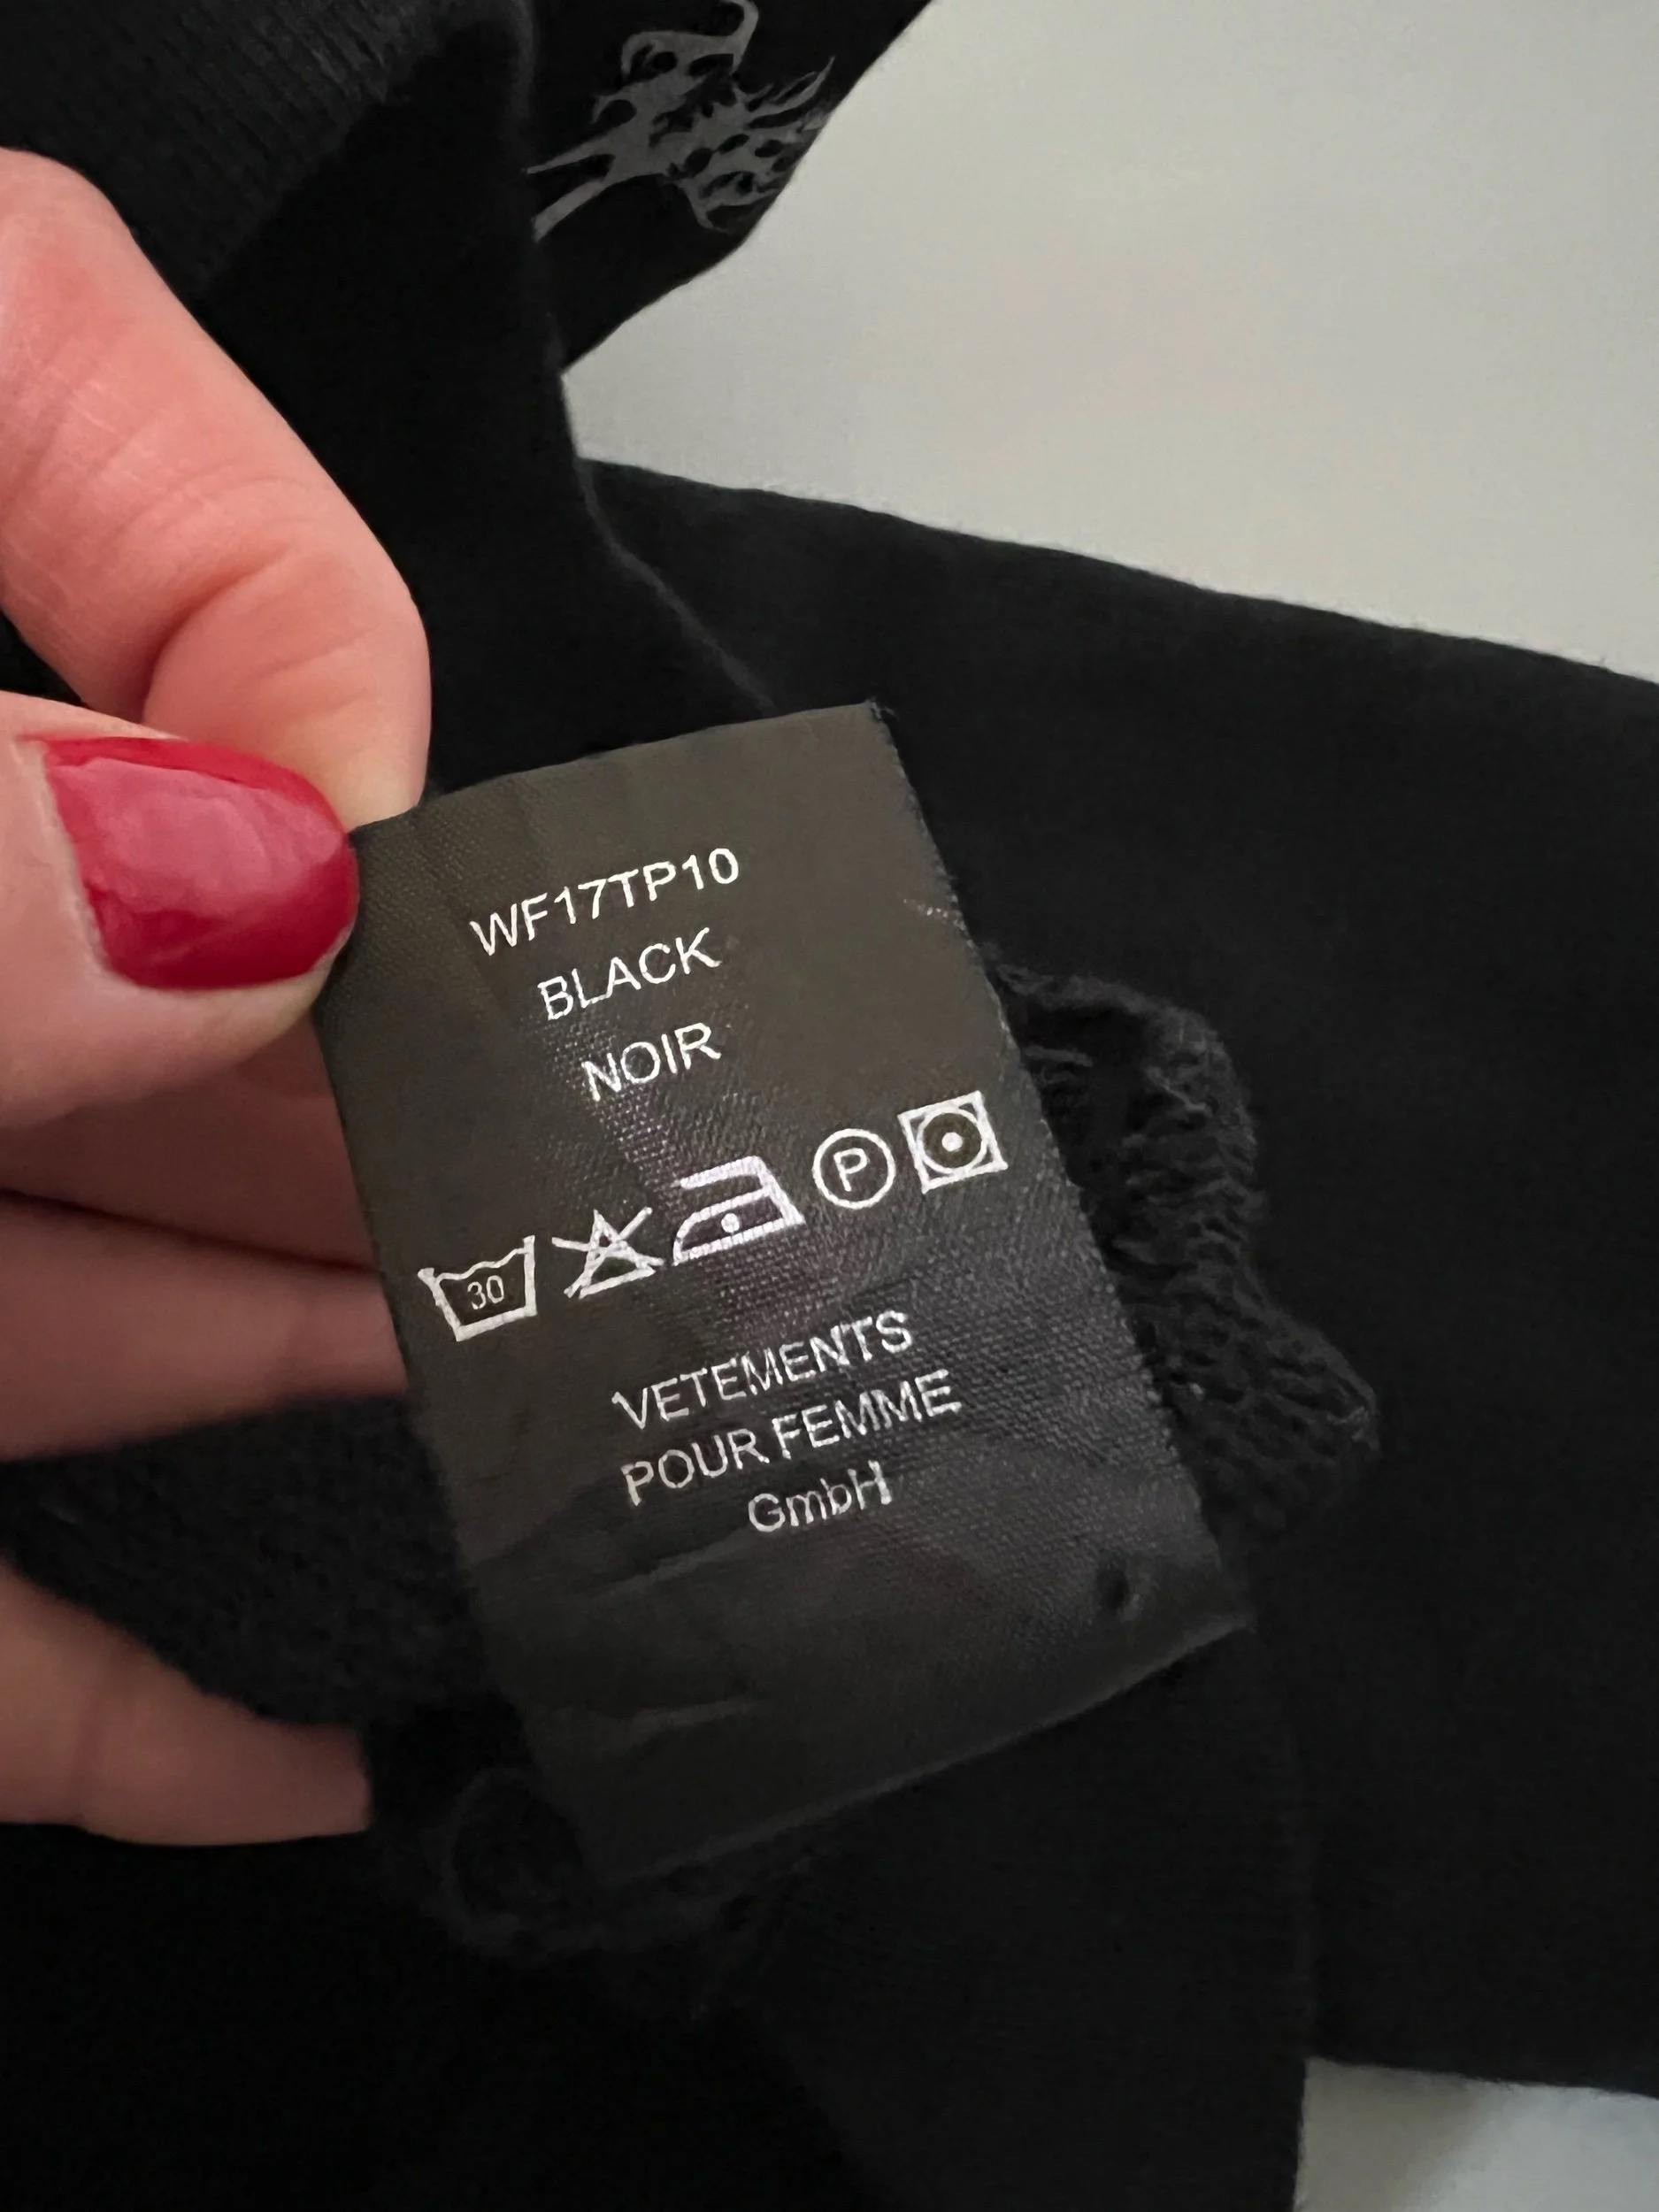 WF17TP10
BLACK
NOIR
30 P
VETEMENTS
POUR FEMME
GmbH